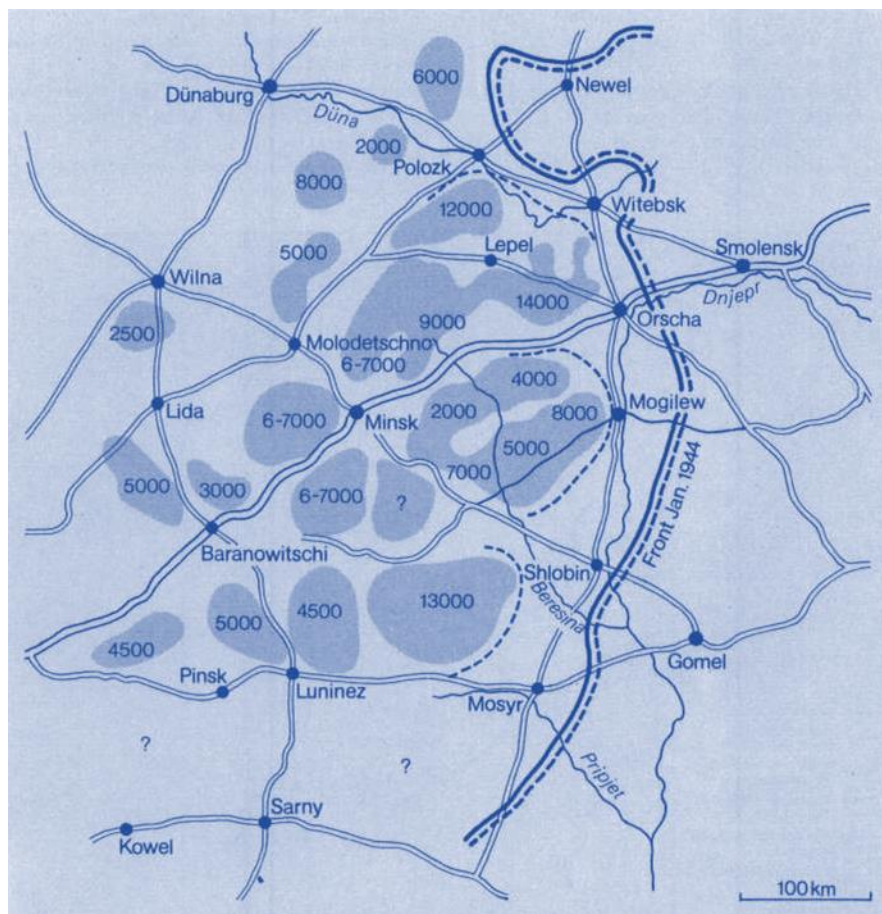 6000
Newel
Dünaburg
Düna
2000
Polozk
8000
12000
Witebsk
Lepel
Smolensk
5000
Wilna
14000
Dnjepr
2500
9000
Orscha
Molodetschno
6-7000
4000
Lida
6-7000
Minsk
2000
8000
Mogilew
5000
5000
3000
7000
6-7000
?
Front Jan. 1944
Baranowitschi
Shlobin
Beresina
4500
5000
4500
13000
Gomel
Pinsk
Luninez
Mosyr
?
?
Pripjet
Sarny
Kowel
100 km